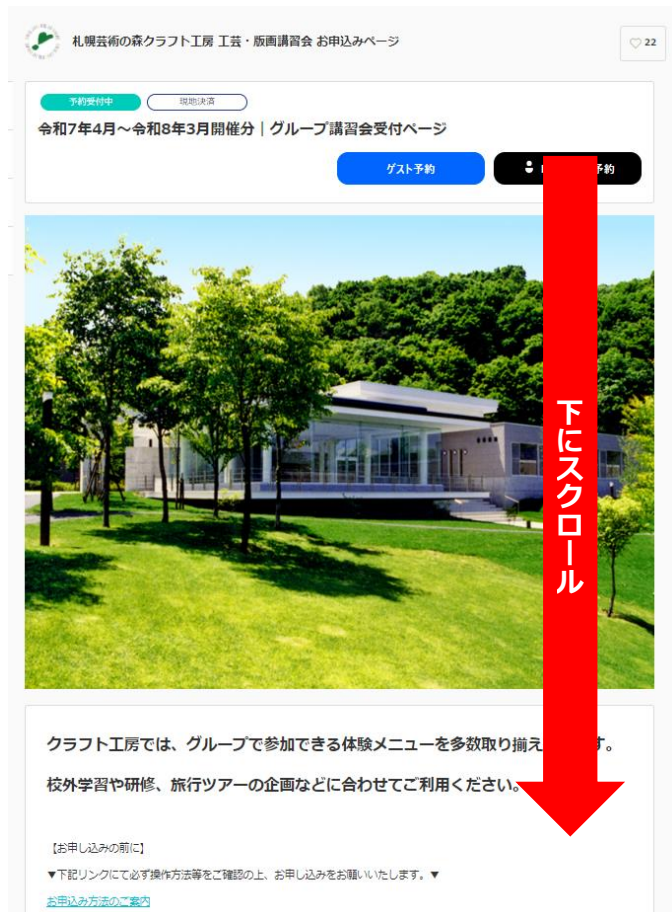 札幌芸術の森クラフト工房 工芸・版画講習会 お申込みページ
♡ 22
予約受付中
現地決済
令和7年4月～令和8年3月開催分｜グループ講習会受付ページ
ゲスト予約
予約
下にスクロール
クラフト工房では、グループで参加できる体験メニューを多数取り揃え す。
校外学習や研修、旅行ツアーの企画などに合わせてご利用ください。
【お申し込みの前に】
▼下記リンクにて必ず操作方法等をご確認の上、お申し込みをお願いいたします。▼
お申込み方法のご案内